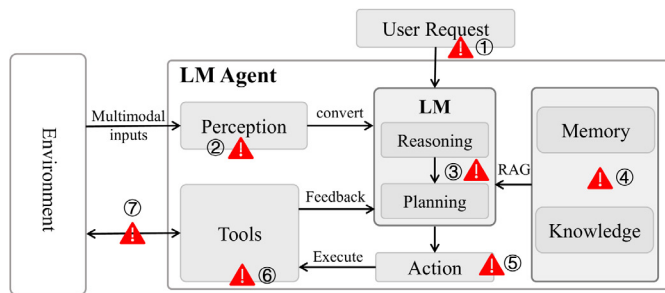 User Request
①
LM Agent
Environment
Multimodal
inputs
Perception
②
convert
LM
Reasoning
③
Planning
RAG
Memory
④
Knowledge
⑦
Tools
⑥
Feedback
Execute
Action
⑤